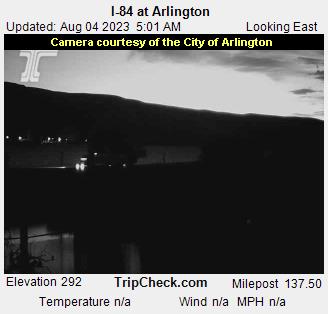 I-84 at Arlington
Updated: Aug 04 2023 5:01 AM Looking East
Camera courtesy of the City of Arlington
Elevation 292 TripCheck.com Milepost 137.50
Temperature n/a Wind n/a MPH n/a